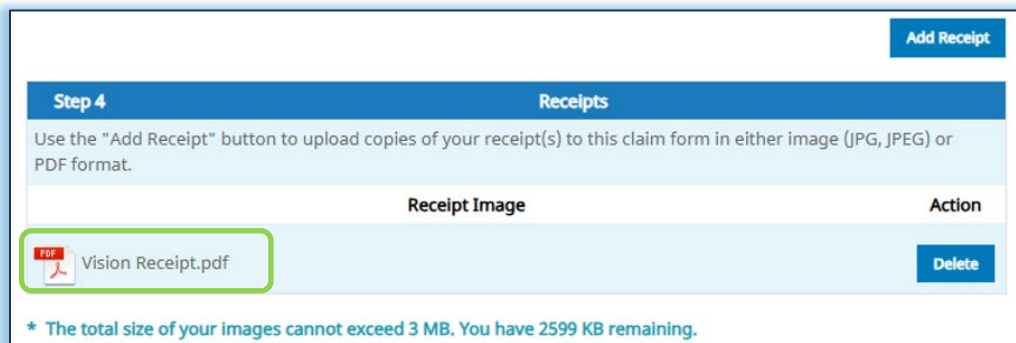 Add Receipt
Step 4 Receipts
Use the "Add Receipt" button to upload copies of your receipt(s) to this claim form in either image (JPG, JPEG) or
PDF format.
Receipt Image Action
PDF Vision Receipt.pdf Delete
* The total size of your images cannot exceed 3 MB. You have 2599 KB remaining.